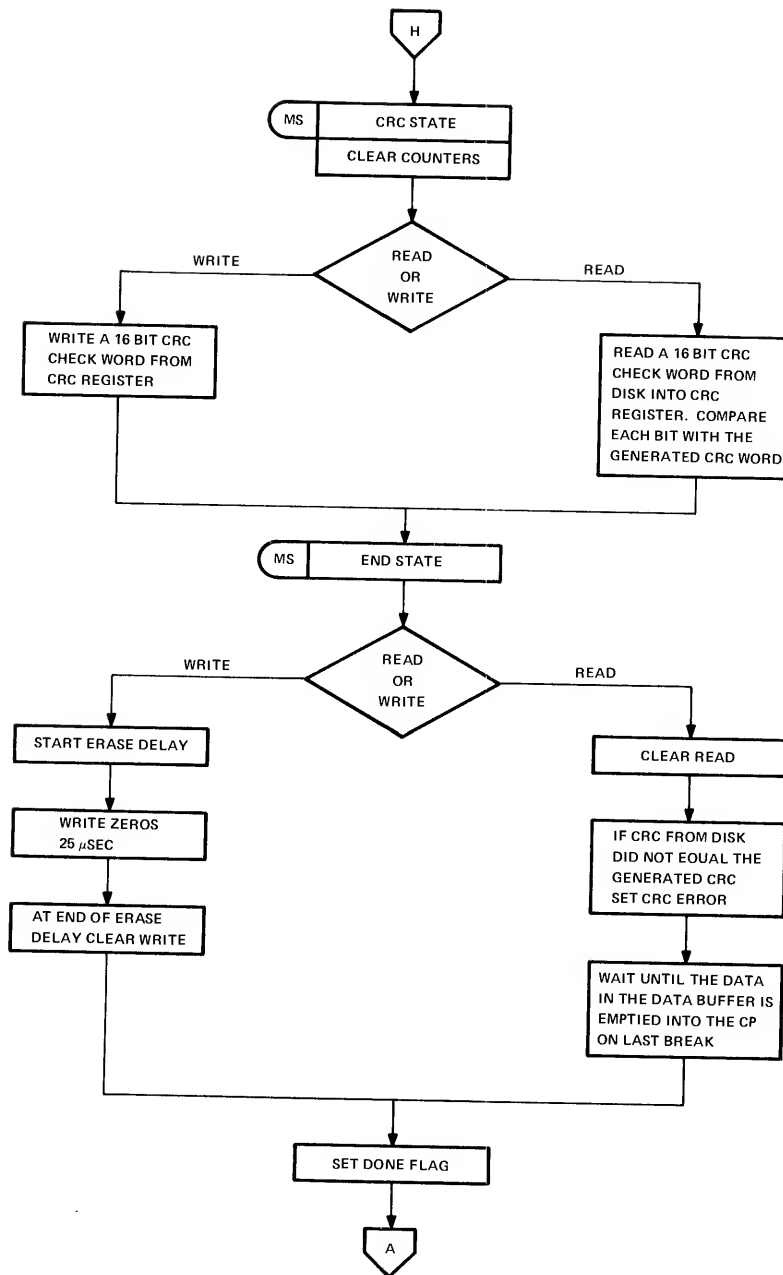 H
MS
CRC STATE
CLEAR COUNTERS
READ
OR
WRITE
WRITE
READ
WRITE A 16 BIT CRC
CHECK WORD FROM
CRC REGISTER
READ A 16 BIT CRC
CHECK WORD FROM
DISK INTO CRC
REGISTER. COMPARE
EACH BIT WITH THE
GENERATED CRC WORD
MS
END STATE
READ
OR
WRITE
WRITE
READ
START ERASE DELAY
WRITE ZEROS
25 μSEC
AT END OF ERASE
DELAY CLEAR WRITE
CLEAR READ
IF CRC FROM DISK
DID NOT EQUAL THE
GENERATED CRC
SET CRC ERROR
WAIT UNTIL THE DATA
IN THE DATA BUFFER IS
EMPTIED INTO THE CP
ON LAST BREAK
SET DONE FLAG
A